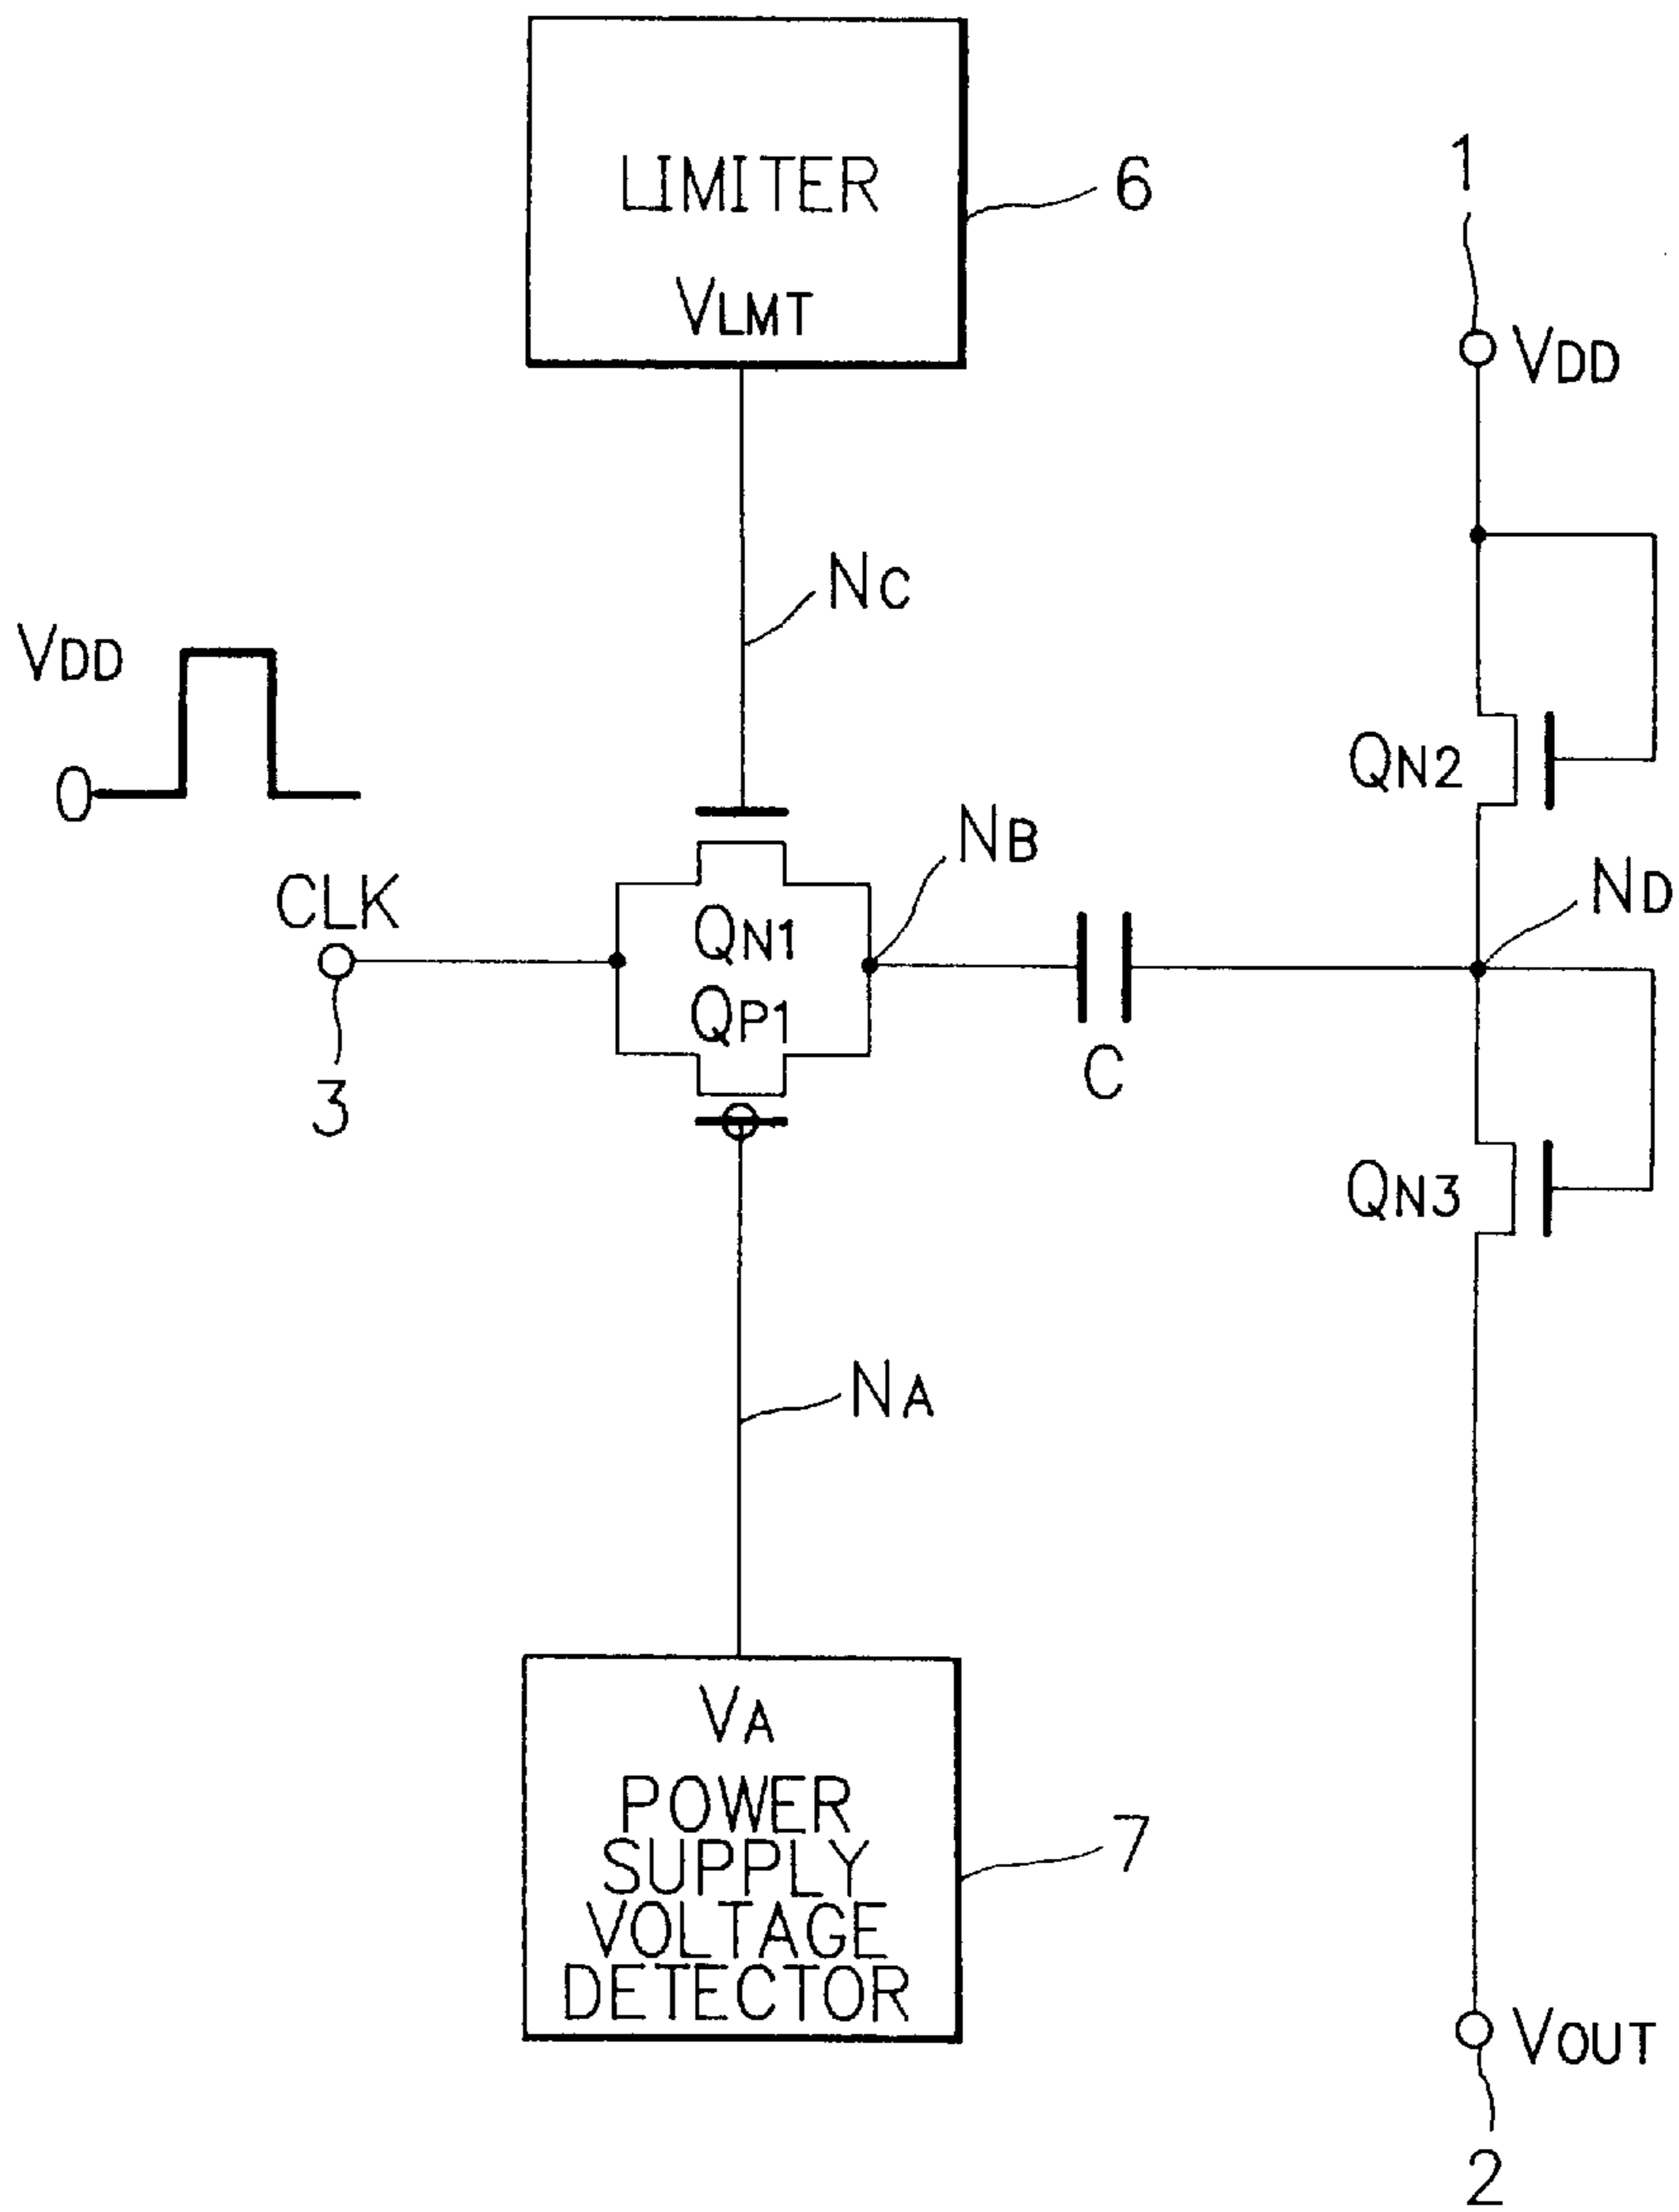 LIMITER
VLMT
6
1
VDD
NC
VDD
0
QN2
NB
ND
CLK
QN1
QP1
3
C
QN3
NA
VA
POWER
SUPPLY
VOLTAGE
DETECTOR
7
VOUT
2